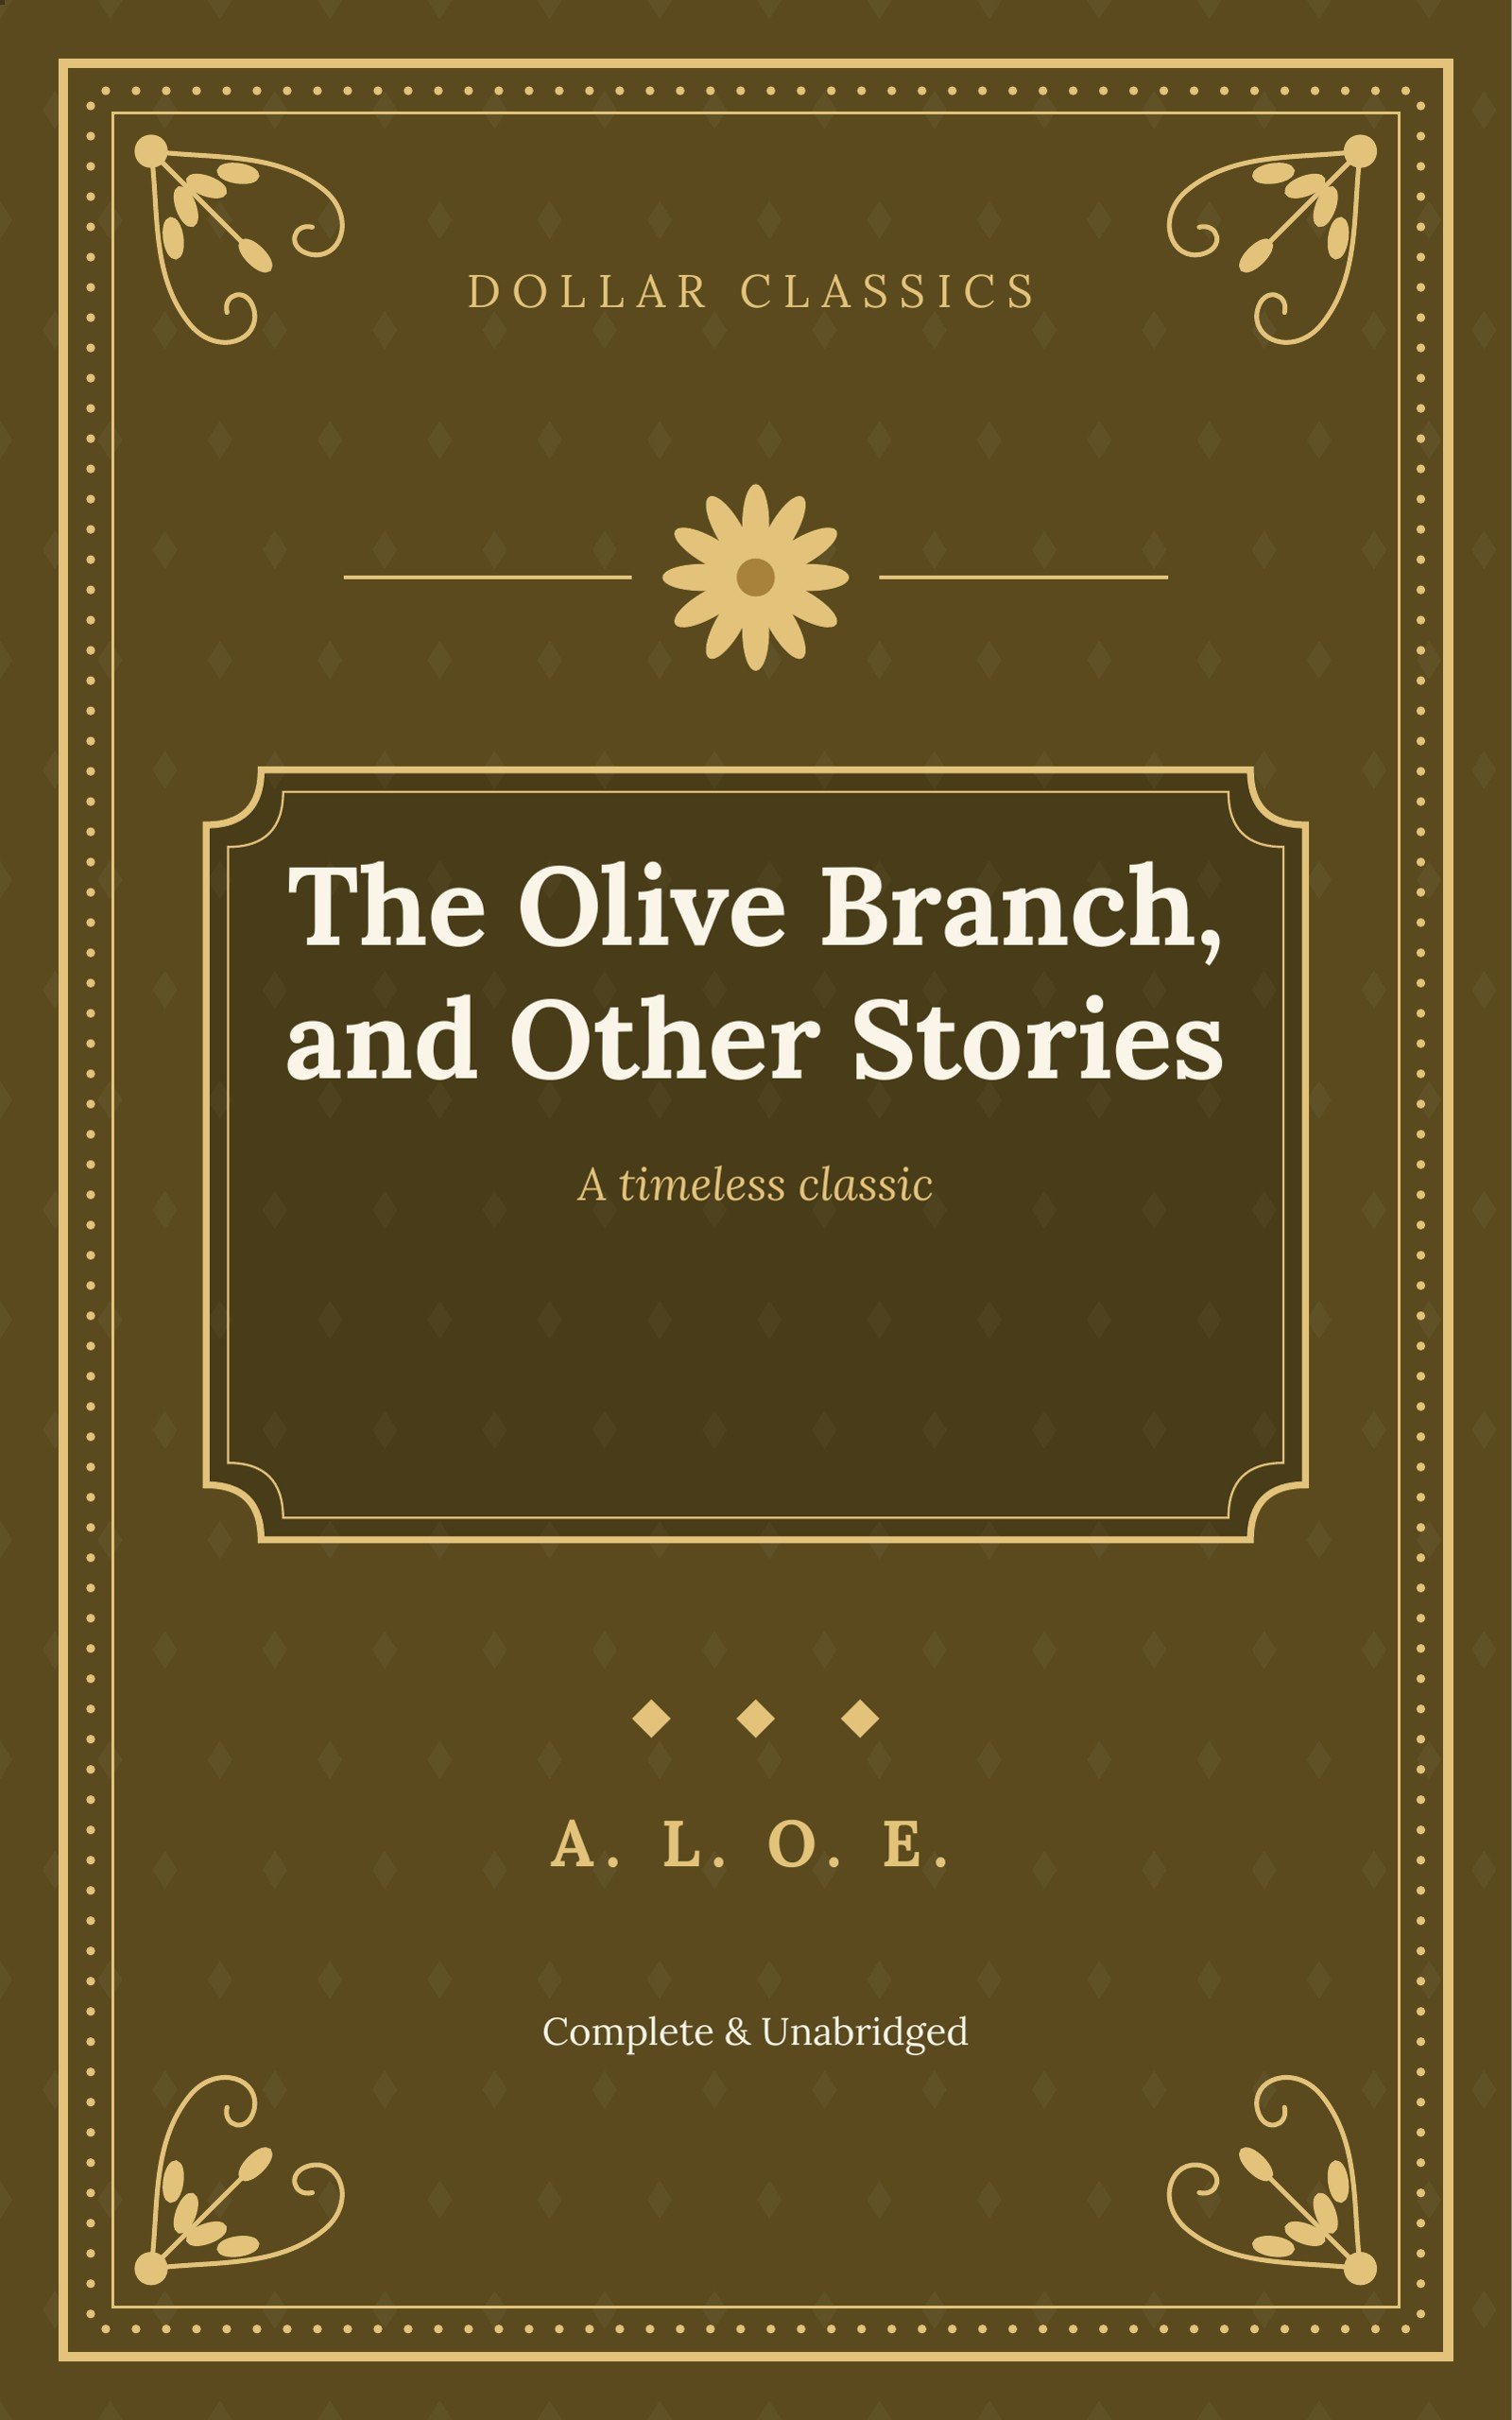 DOLLAR CLASSICS
The Olive Branch,
and Other Stories
A timeless classic
A. L. O. E.
Complete & Unabridged